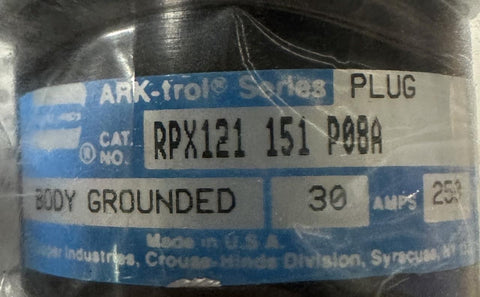 ARK-trol® Series PLUG
® CAT. NO. RPX121 151 P08A
BODY GROUNDED 30 AMPS
Made in U.S.A.
Industries, Crouse-Hinds Division, Syracuse, NY